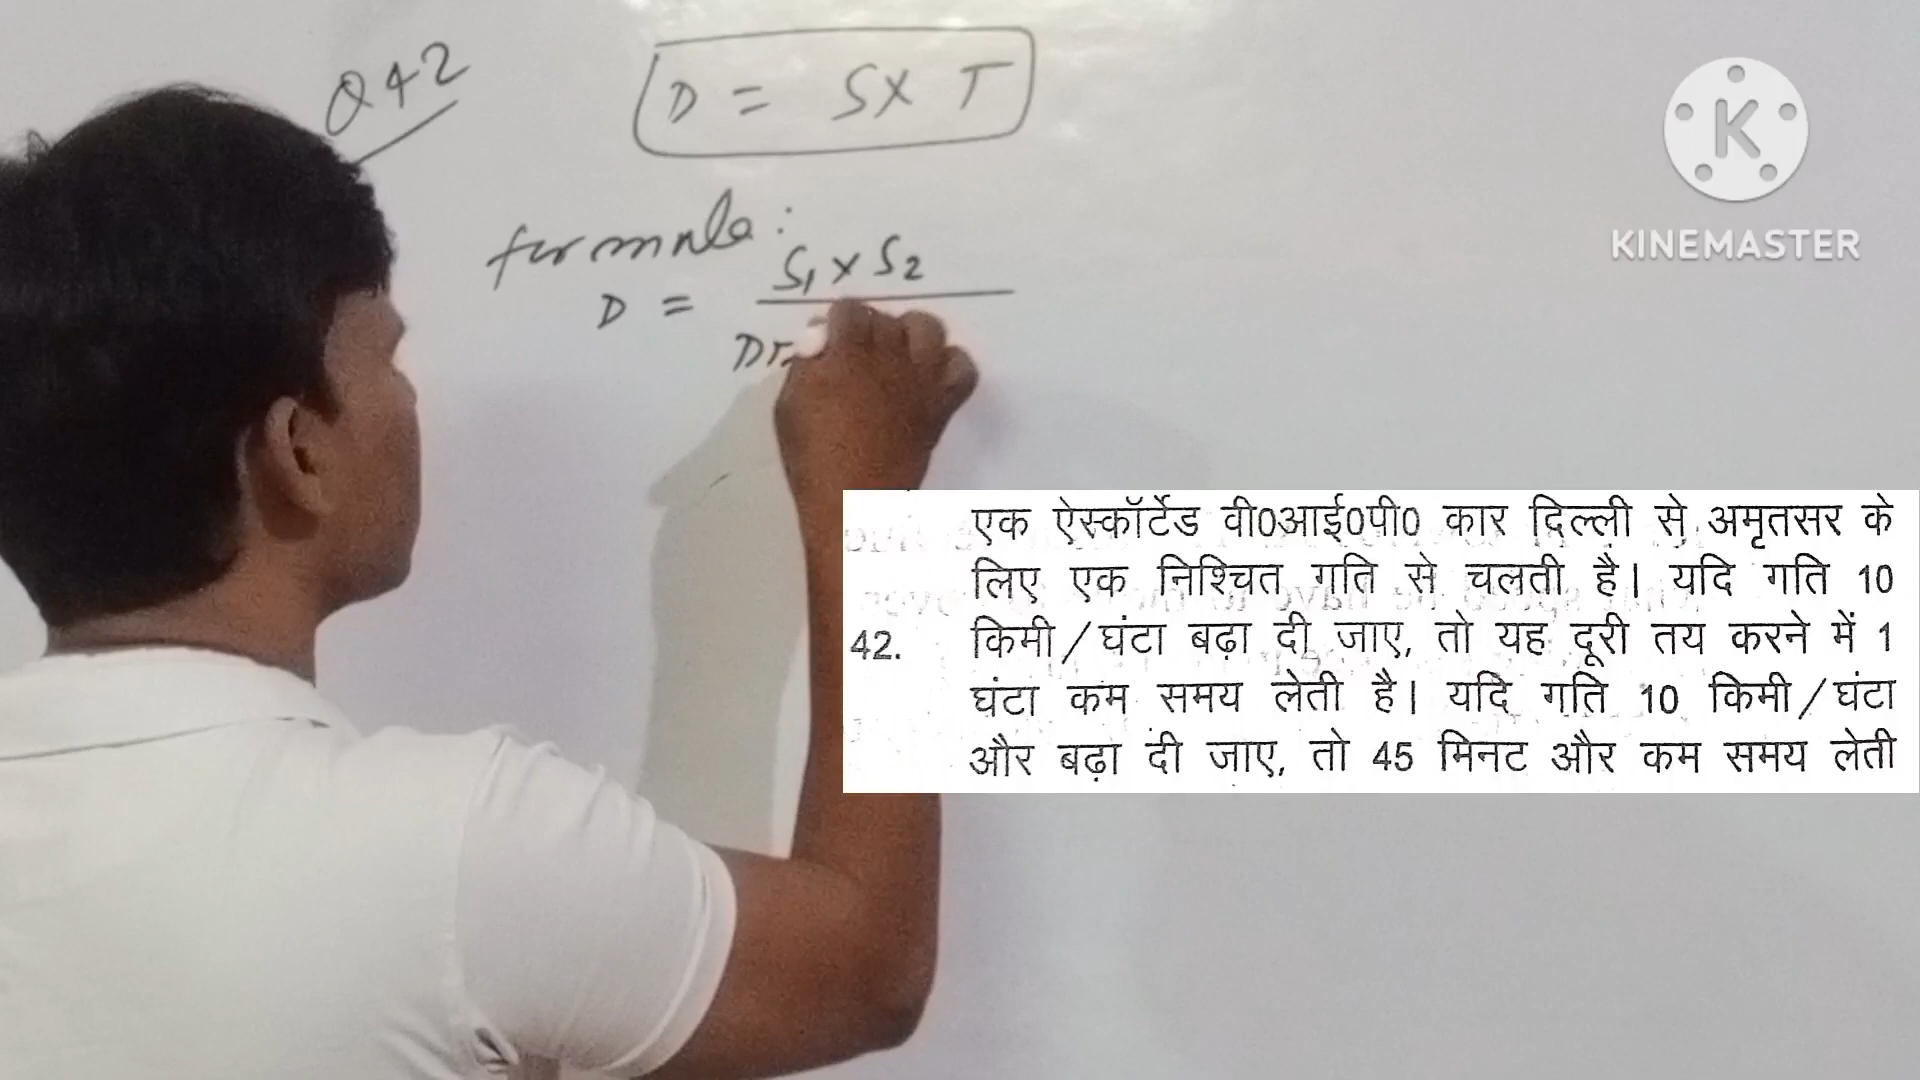 Q 42
D = S X T
formula :
D = S₁ x S₂
KINEMASTER
एक ऐस्कॉर्टेड वी0आई0पी0 कार दिल्ली से अमृतसर के
लिए एक निश्चित गति से चलती है। यदि गति 10
42. किमी/घंटा बढ़ा दी जाए, तो यह दूरी तय करने में 1
घंटा कम समय लेती है। यदि गति 10 किमी/घंटा
और बढ़ा दी जाए, तो 45 मिनट और कम समय लेती